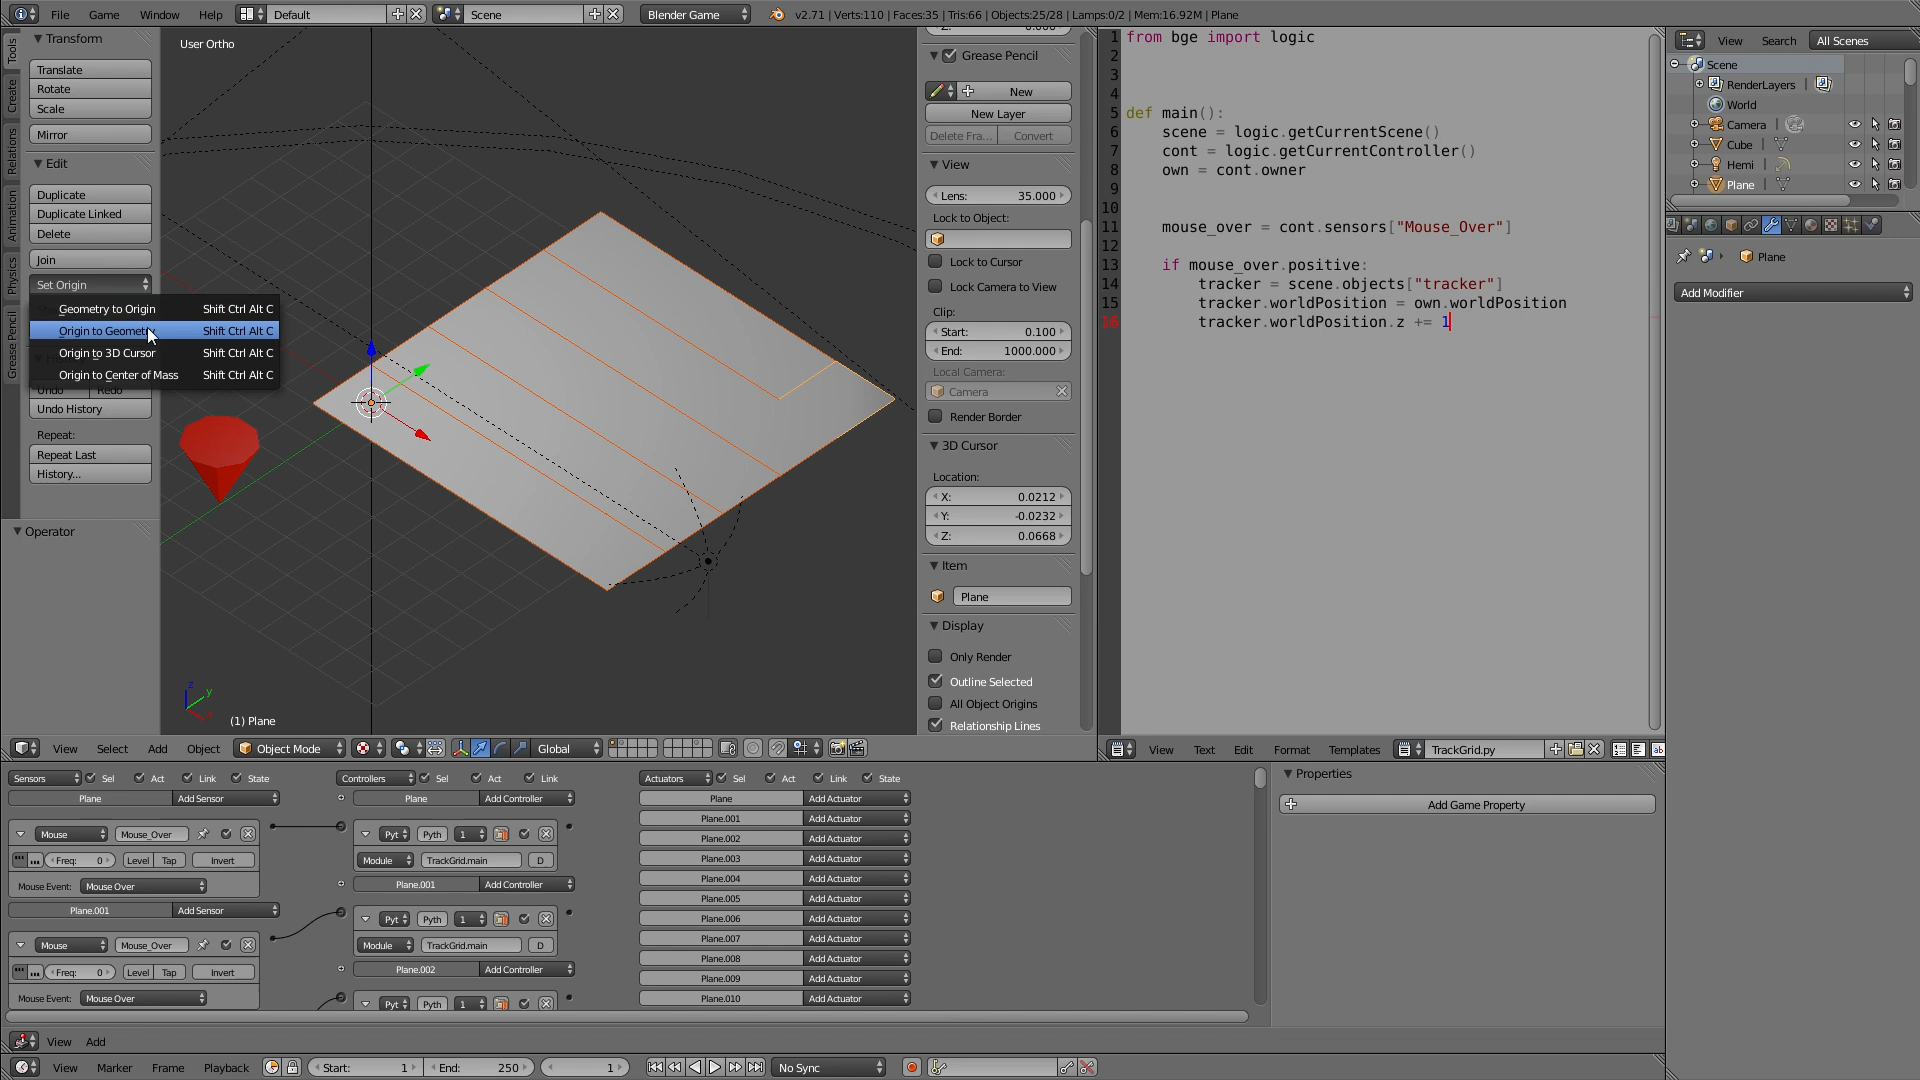 File Game Window Help Default Scene Blender Game v2.71 | Verts:110 | Faces:35 | Tris:66 | Objects:25/28 | Lamps:0/2 | Mem:16.92M | Plane
Tools
Create
Relations
Animation
Physics
Grease Pencil
Transform
Translate
Rotate
Scale
Mirror
Edit
Duplicate
Duplicate Linked
Delete
Join
Set Origin
Geometry to Origin Shift Ctrl Alt C
Origin to Geometry Shift Ctrl Alt C
Origin to 3D Cursor Shift Ctrl Alt C
Origin to Center of Mass Shift Ctrl Alt C
Undo Redo
Undo History
Repeat:
Repeat Last
History...
Operator
User Ortho
z
y
(1) Plane
Z: 0.000
Grease Pencil
New
New Layer
Delete Fra... Convert
View
Lens: 35.000
Lock to Object:
Lock to Cursor
Lock Camera to View
Clip:
Start: 0.100
End: 1000.000
Local Camera:
Camera
Render Border
3D Cursor
Location:
X: 0.0212
Y: -0.0232
Z: 0.0668
Item
Plane
Display
Only Render
Outline Selected
All Object Origins
Relationship Lines
1 from bge import logic
2
3
4
5 def main():
6 scene = logic.getCurrentScene()
7 cont = logic.getCurrentController()
8 own = cont.owner
9
10
11 mouse_over = cont.sensors["Mouse_Over"]
12
13 if mouse_over.positive:
14 tracker = scene.objects["tracker"]
15 tracker.worldPosition = own.worldPosition
16 tracker.worldPosition.z += 1
View Search All Scenes
Scene
RenderLayers |
World
Camera |
Cube |
Hemi |
Plane |
Plane
Add Modifier
View Select Add Object Object Mode Global
View Text Edit Format Templates TrackGrid.py ab
Sensors Sel Act Link State
Plane Add Sensor
Mouse Mouse_Over
Freq: 0 Level Tap Invert
Mouse Event: Mouse Over
Plane.001 Add Sensor
Mouse Mouse_Over
Freq: 0 Level Tap Invert
Mouse Event: Mouse Over
Controllers Sel Act Link
Plane Add Controller
Pyt Pyth 1
Module TrackGrid.main D
Plane.001 Add Controller
Pyt Pyth 1
Module TrackGrid.main D
Plane.002 Add Controller
Pyt Pyth 1
Actuators Sel Act Link State
Plane Add Actuator
Plane.001 Add Actuator
Plane.002 Add Actuator
Plane.003 Add Actuator
Plane.004 Add Actuator
Plane.005 Add Actuator
Plane.006 Add Actuator
Plane.007 Add Actuator
Plane.008 Add Actuator
Plane.009 Add Actuator
Plane.010 Add Actuator
Properties
Add Game Property
View Add
View Marker Frame Playback Start: 1 End: 250 1 No Sync